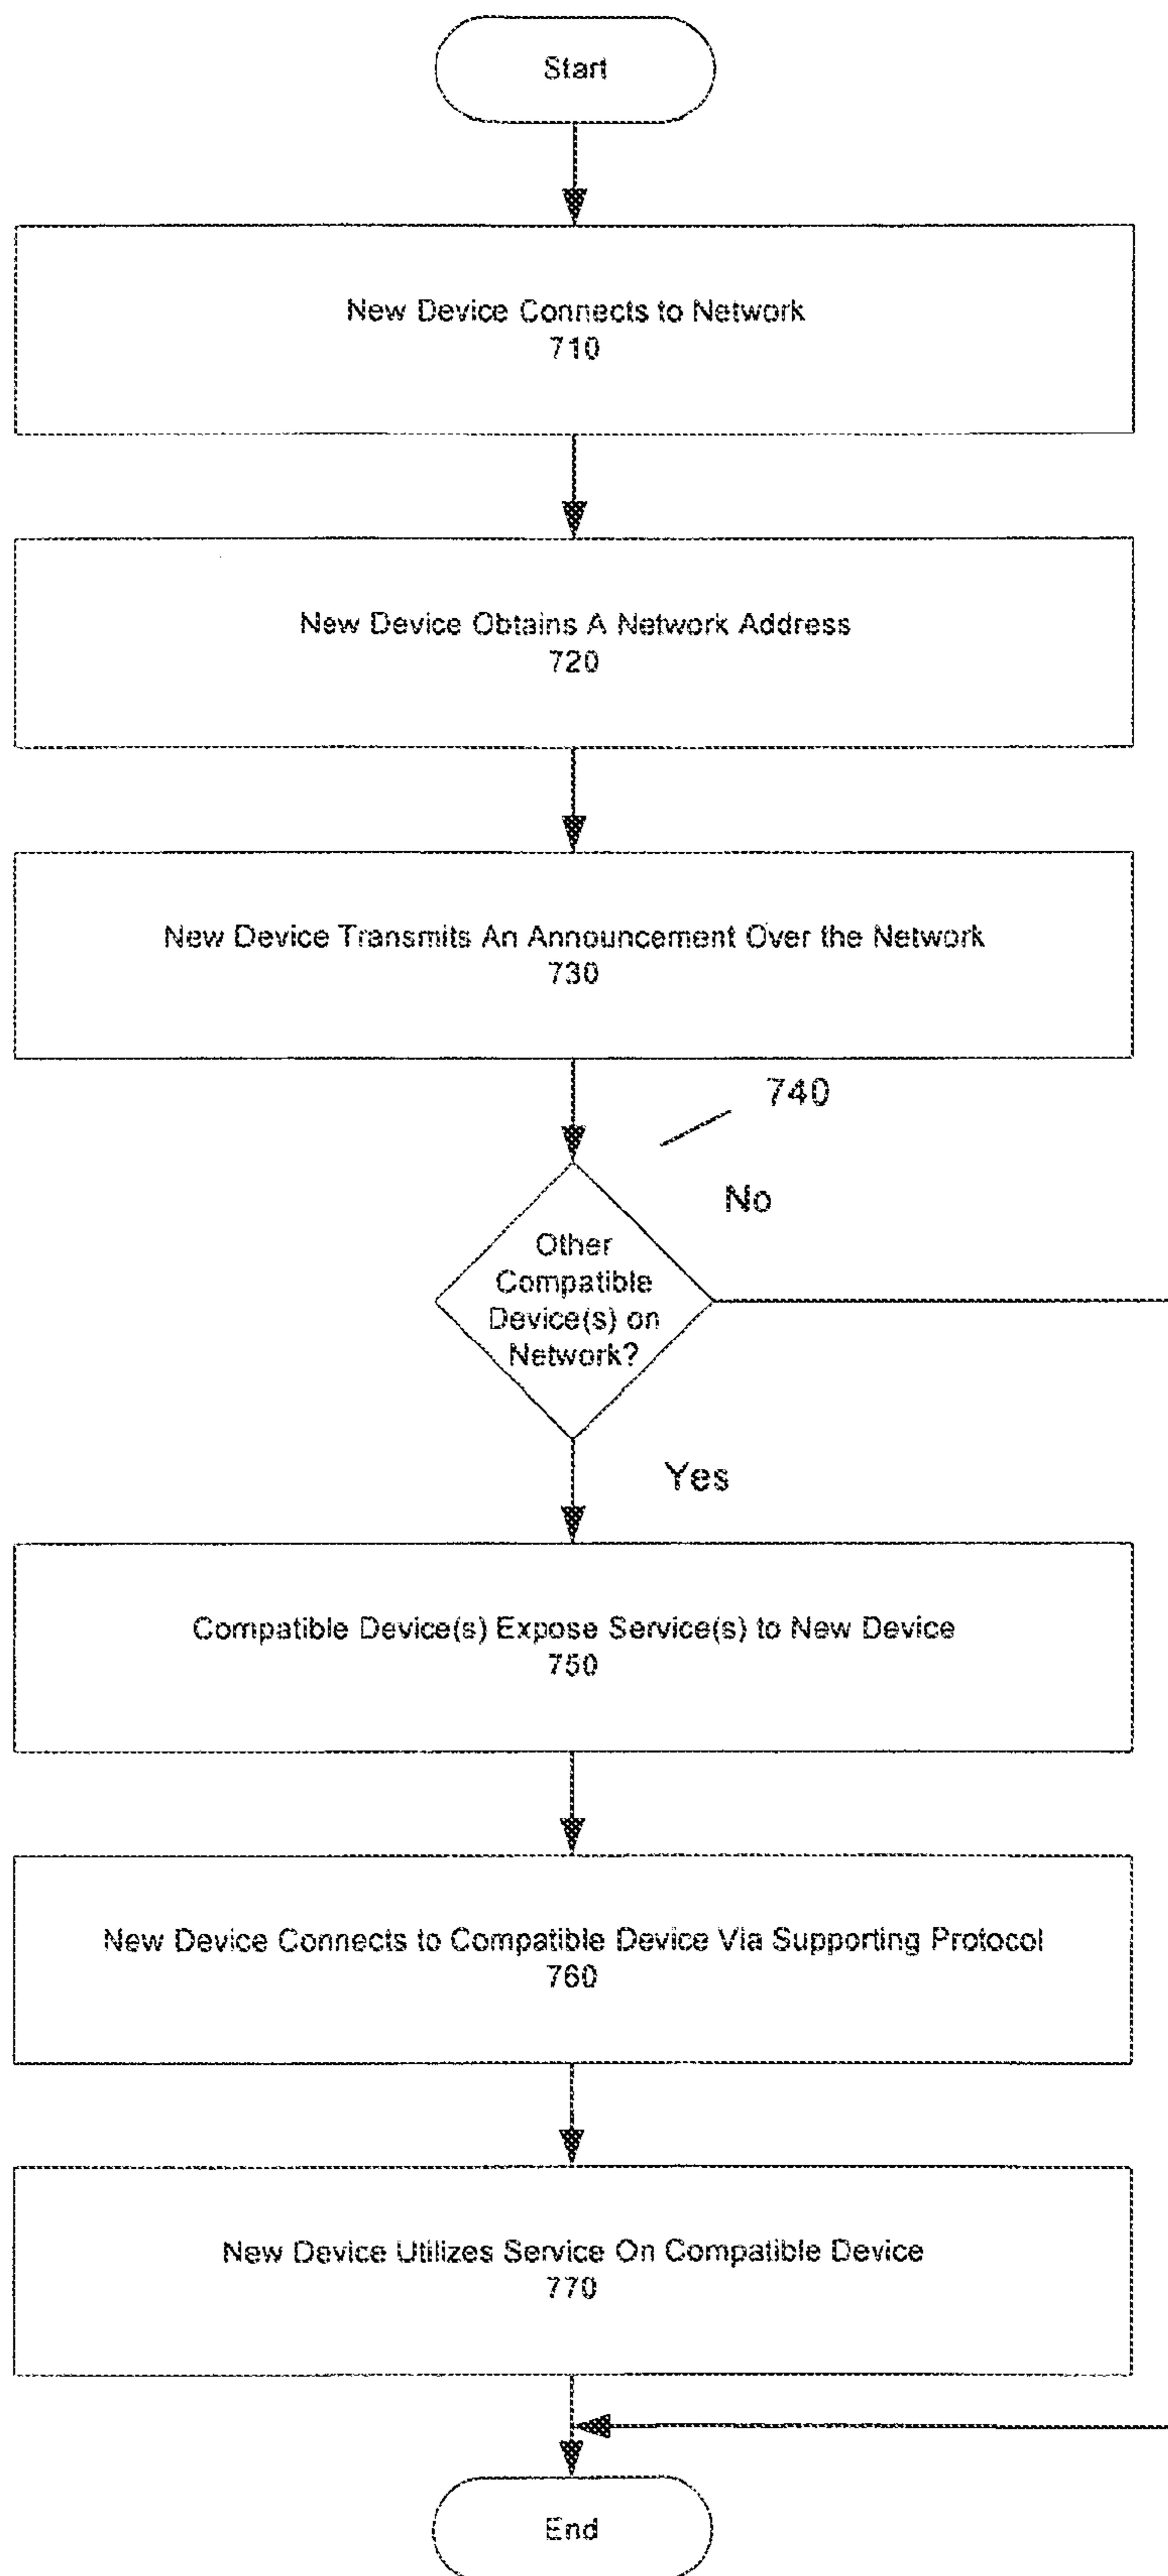 Start
New Device Connects to Network
710
New Device Obtains A Network Address
720
New Device Transmits An Announcement Over the Network
730
740
No
Other
Compatible
Device(s) on
Network?
Yes
Compatible Device(s) Expose Service(s) to New Device
750
New Device Connects to Compatible Device Via Supporting Protocol
760
New Device Utilizes Service On Compatible Device
770
End